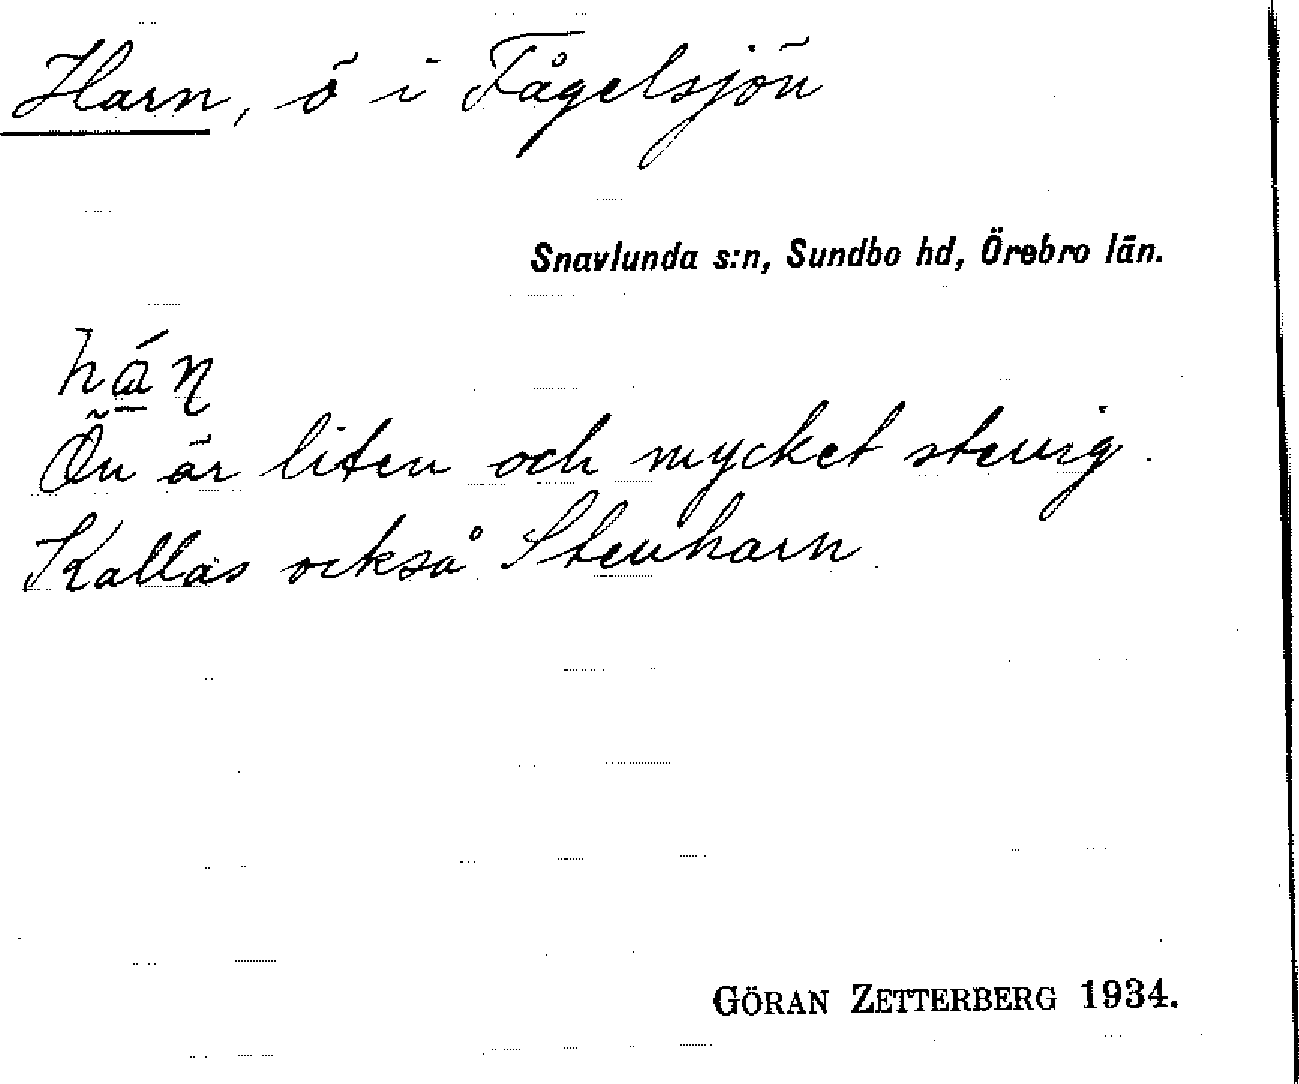 Harn, ö i Fågelsjön
Snavlunda s:n, Sundbo hd, Örebro län.
há̱ɳ
Ön är liten och mycket stenig.
Kallas också Stenharn.
GÖRAN ZETTERBERG 1934.